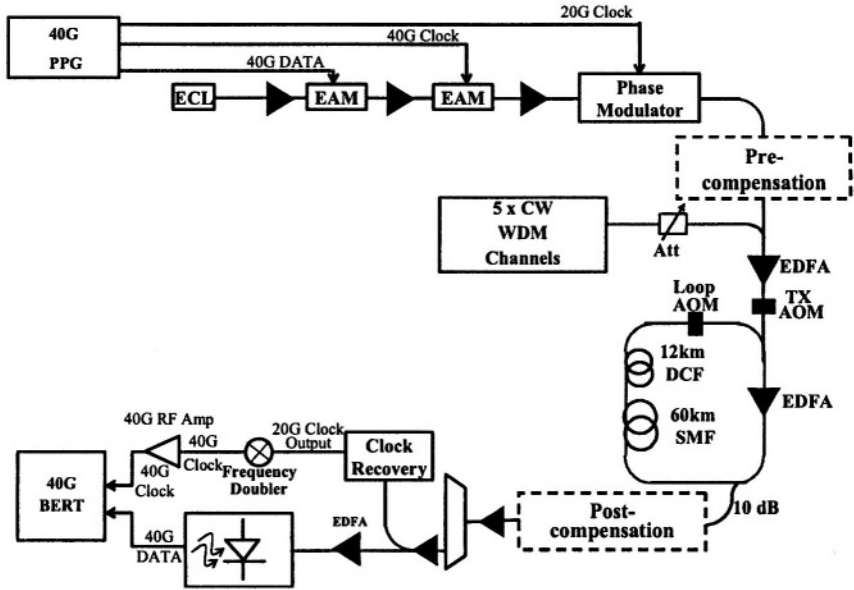 20G Clock
40G
PPG
40G Clock
40G DATA
ECL
EAM
EAM
Phase
Modulator
Pre-
compensation
5 x CW
WDM
Channels
Att
EDFA
Loop
AOM
TX
AOM
12km
DCF
EDFA
60km
SMF
40G RF Amp
20G Clock
Output
40G
Clock
Clock
Recovery
40G
Clock
Frequency
Doubler
40G
BERT
10 dB
Post-
compensation
EDFA
40G
DATA